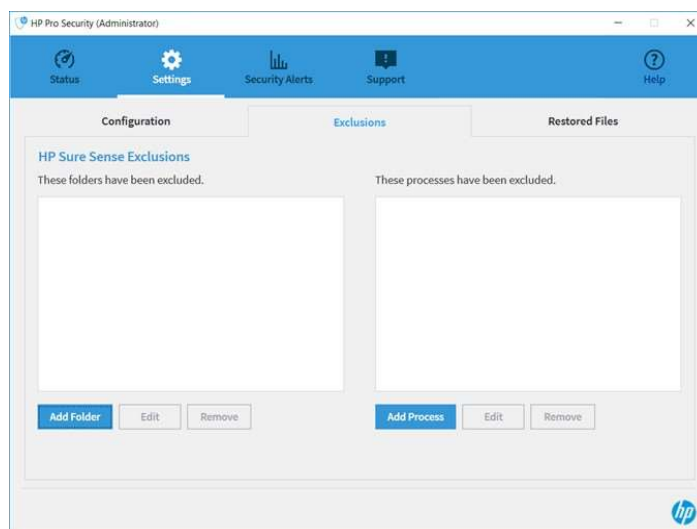 HP Pro Security (Administrator)
Status
Settings
Security Alerts
Support
Help
Configuration
Exclusions
Restored Files
HP Sure Sense Exclusions
These folders have been excluded.
These processes have been excluded.
Add Folder
Edit
Remove
Add Process
Edit
Remove
hp